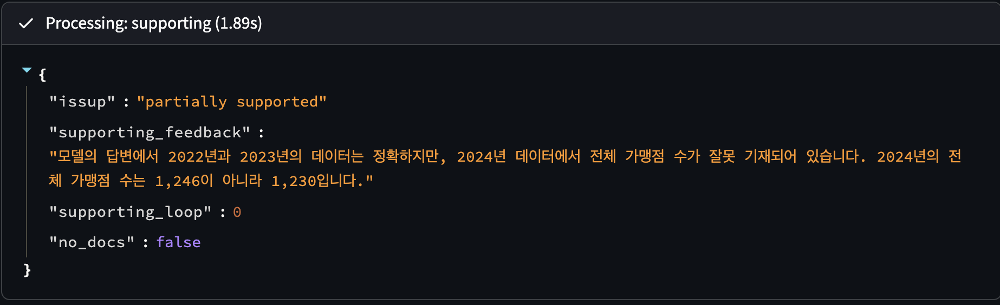 Processing: supporting (1.89s)
{
"issup" : "partially supported"
"supporting_feedback" :
"모델의 답변에서 2022년과 2023년의 데이터는 정확하지만, 2024년 데이터에서 전체 가맹점 수가 잘못 기재되어 있습니다. 2024년의 전
체 가맹점 수는 1,246이 아니라 1,230입니다."
"supporting_loop" : 0
"no_docs" : false
}